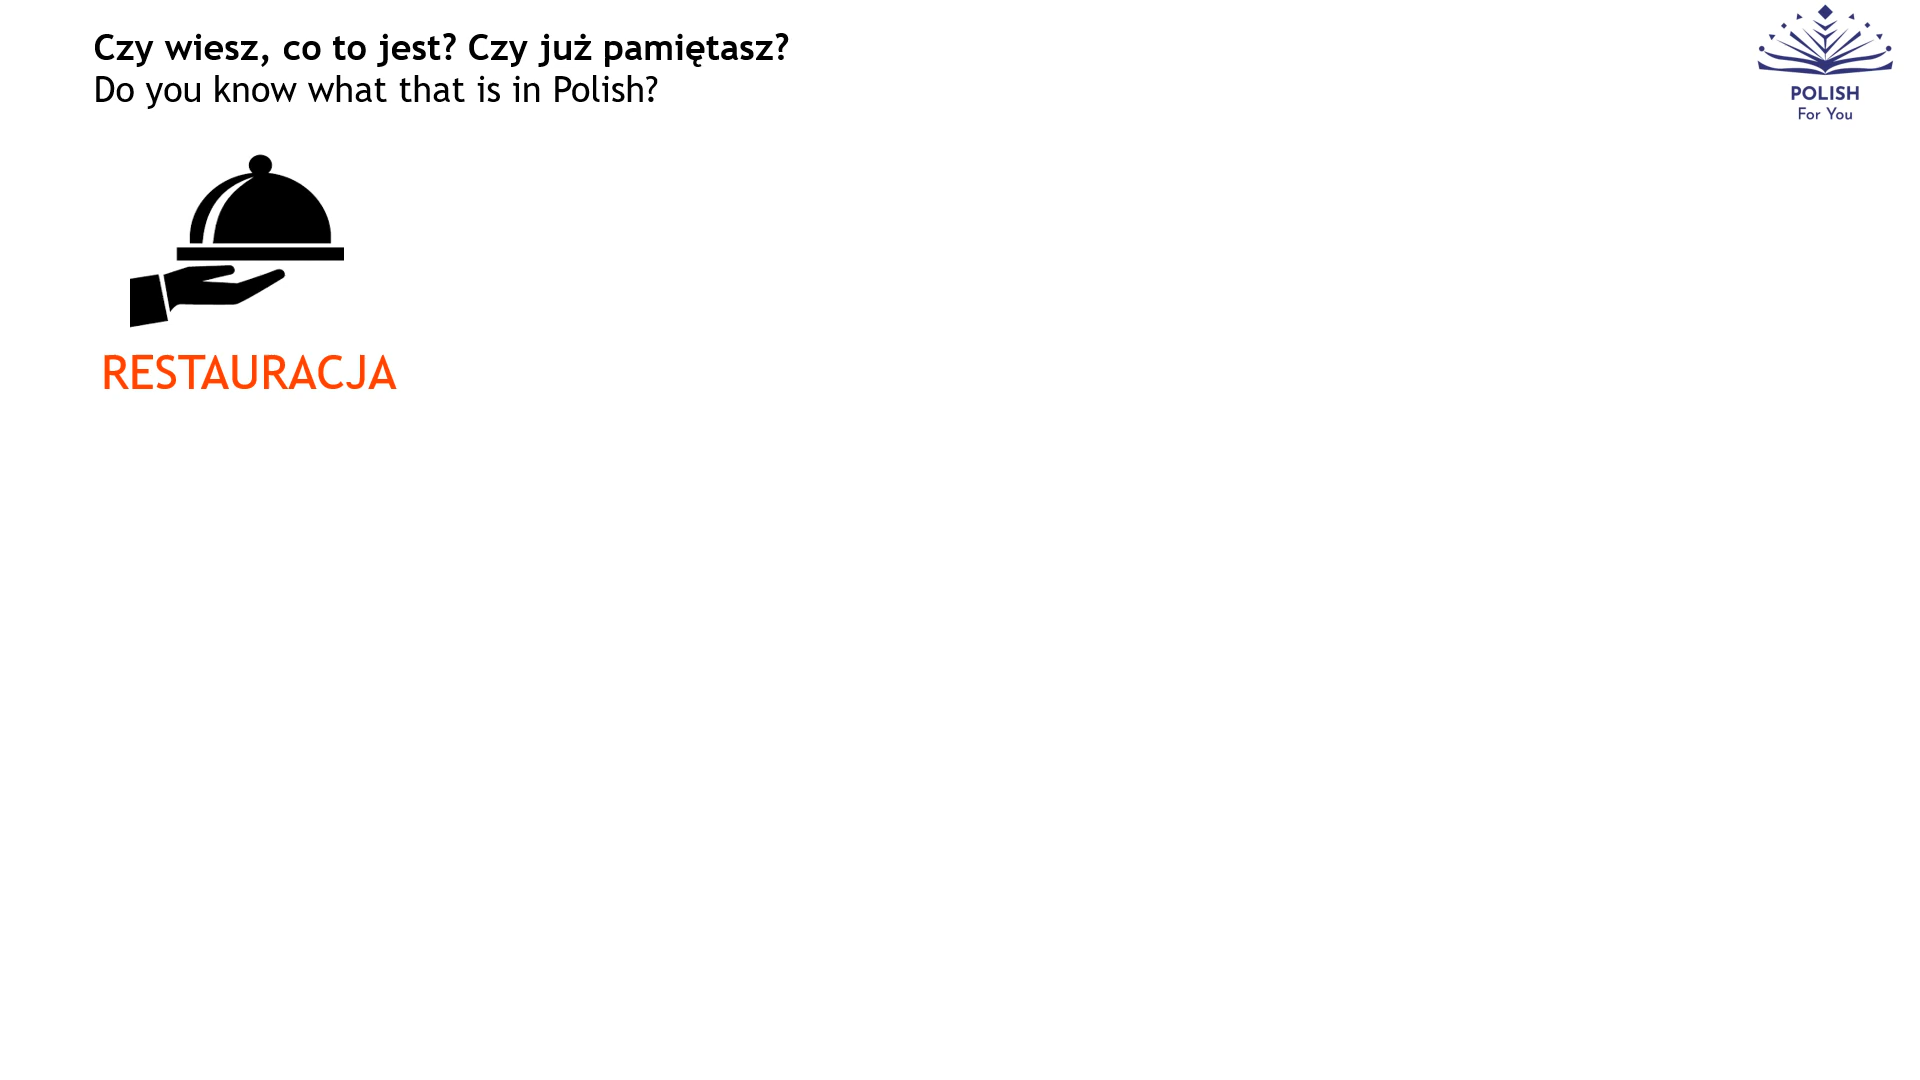 Czy wiesz, co to jest? Czy już pamiętasz?
Do you know what that is in Polish?
POLISH
For You
RESTAURACJA